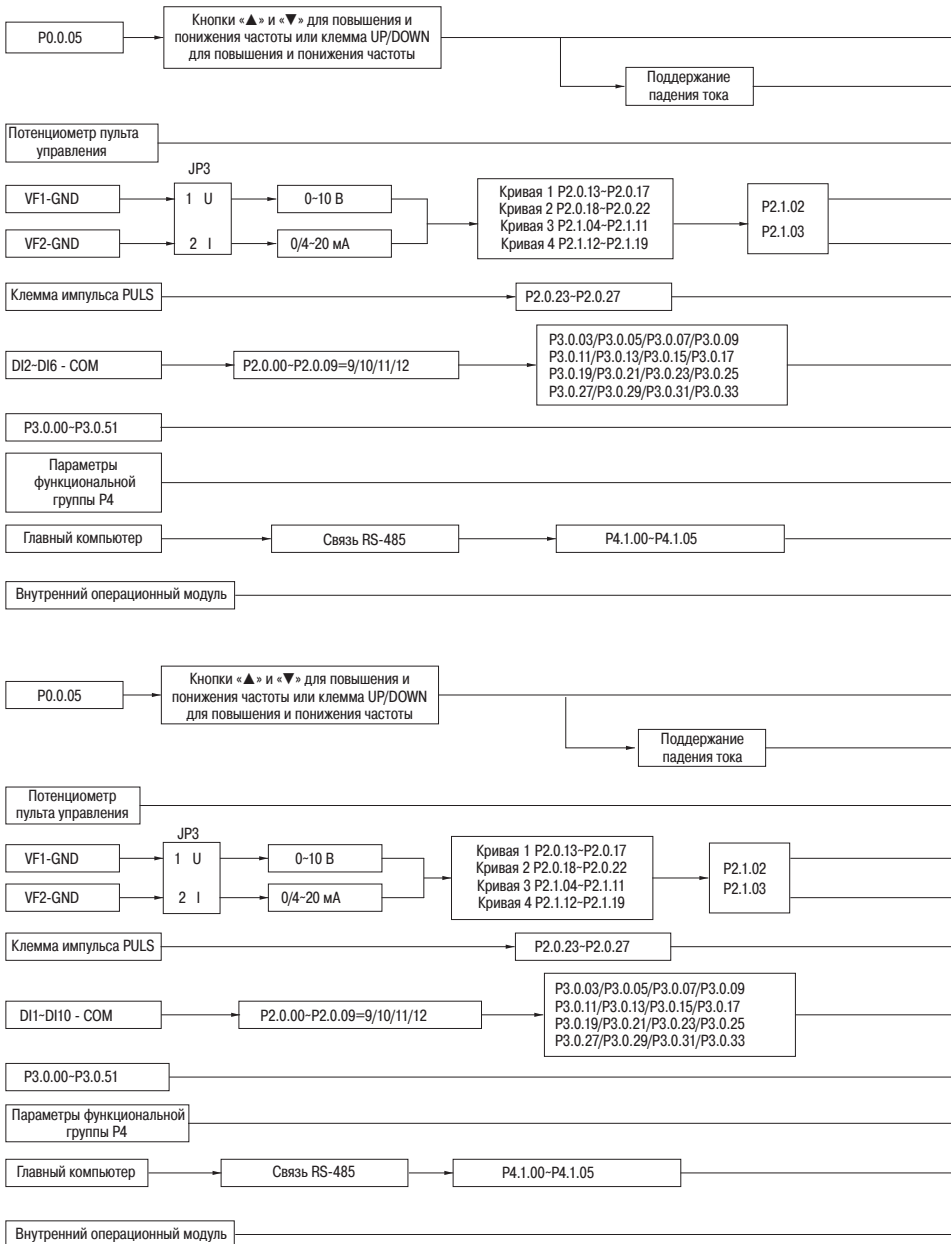 P0.0.05
Кнопки «▲» и «▼» для повышения и
понижения частоты или клемма UP/DOWN
для повышения и понижения частоты
Поддержание
падения тока
Потенциометр пульта
управления
JP3
VF1-GND
1 U
0~10 В
VF2-GND
2 I
0/4~20 мА
Кривая 1 P2.0.13~P2.0.17
Кривая 2 P2.0.18~P2.0.22
Кривая 3 P2.1.04~P2.1.11
Кривая 4 P2.1.12~P2.1.19
P2.1.02
P2.1.03
Клемма импульса PULS
P2.0.23~P2.0.27
DI2~DI6 - COM
P2.0.00~P2.0.09=9/10/11/12
P3.0.03/P3.0.05/P3.0.07/P3.0.09
P3.0.11/P3.0.13/P3.0.15/P3.0.17
P3.0.19/P3.0.21/P3.0.23/P3.0.25
P3.0.27/P3.0.29/P3.0.31/P3.0.33
P3.0.00~P3.0.51
Параметры
функциональной
группы P4
Главный компьютер
Связь RS-485
P4.1.00~P4.1.05
Внутренний операционный модуль
P0.0.05
Кнопки «▲» и «▼» для повышения и
понижения частоты или клемма UP/DOWN
для повышения и понижения частоты
Поддержание
падения тока
Потенциометр
пульта управления
JP3
VF1-GND
1 U
0~10 В
VF2-GND
2 I
0/4~20 мА
Кривая 1 P2.0.13~P2.0.17
Кривая 2 P2.0.18~P2.0.22
Кривая 3 P2.1.04~P2.1.11
Кривая 4 P2.1.12~P2.1.19
P2.1.02
P2.1.03
Клемма импульса PULS
P2.0.23~P2.0.27
DI1~DI10 - COM
P2.0.00~P2.0.09=9/10/11/12
P3.0.03/P3.0.05/P3.0.07/P3.0.09
P3.0.11/P3.0.13/P3.0.15/P3.0.17
P3.0.19/P3.0.21/P3.0.23/P3.0.25
P3.0.27/P3.0.29/P3.0.31/P3.0.33
P3.0.00~P3.0.51
Параметры функциональной
группы P4
Главный компьютер
Связь RS-485
P4.1.00~P4.1.05
Внутренний операционный модуль